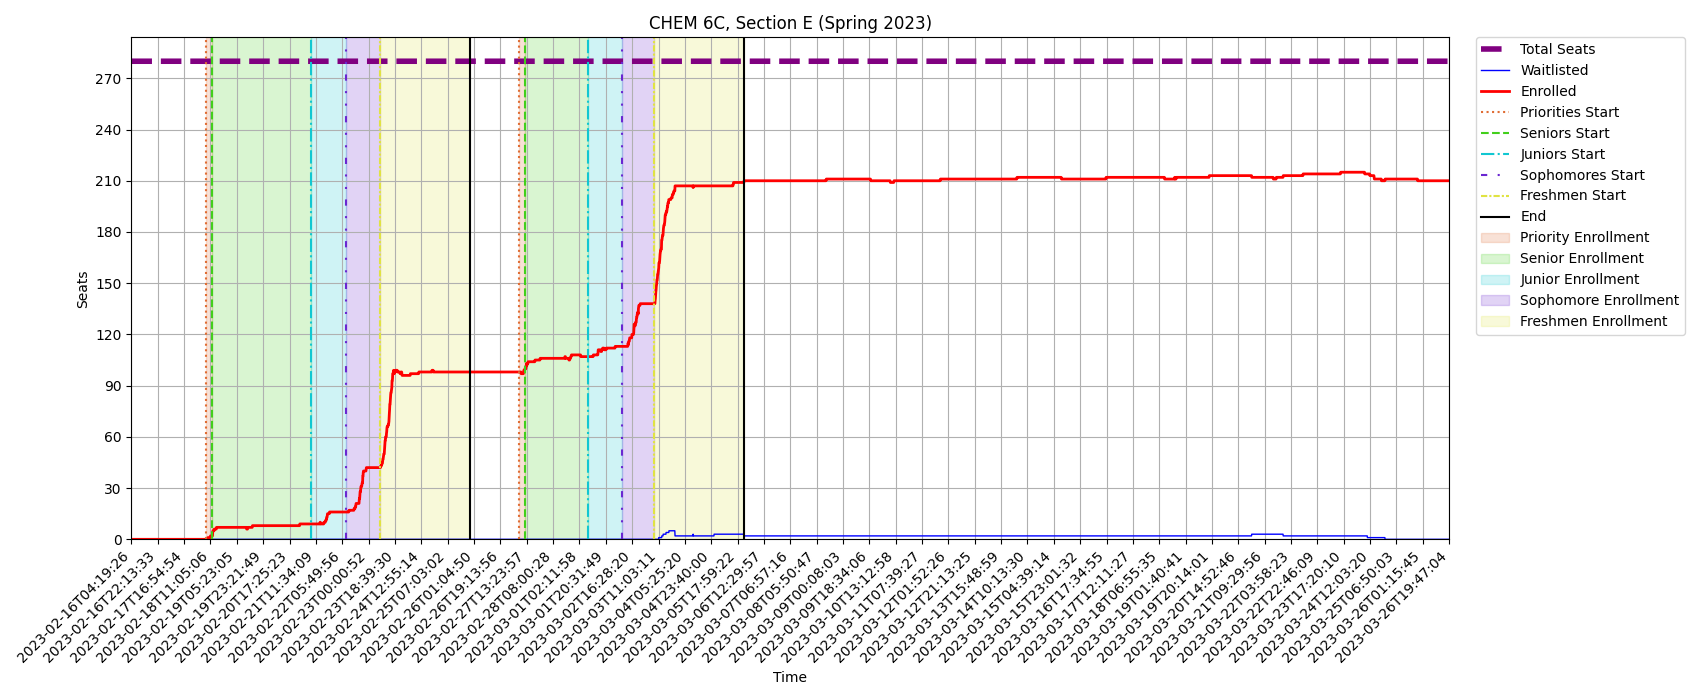 CHEM 6C, Section E (Spring 2023)
Total Seats
Waitlisted
Enrolled
Priorities Start
Seniors Start
Juniors Start
Sophomores Start
Freshmen Start
End
Priority Enrollment
Senior Enrollment
Junior Enrollment
Sophomore Enrollment
Freshmen Enrollment
Seats
270
240
210
180
150
120
90
60
30
0
2023-02-16T04:19:26
2023-02-16T22:13:33
2023-02-17T16:54:54
2023-02-18T11:05:06
2023-02-19T05:23:05
2023-02-19T23:21:49
2023-02-20T17:25:23
2023-02-21T11:34:09
2023-02-22T05:49:56
2023-02-23T00:00:52
2023-02-23T18:39:30
2023-02-24T12:55:14
2023-02-25T07:03:02
2023-02-26T01:04:50
2023-02-26T19:13:56
2023-02-27T13:23:57
2023-02-28T08:00:28
2023-03-01T02:11:58
2023-03-01T20:31:49
2023-03-02T16:28:20
2023-03-03T11:03:11
2023-03-04T05:25:20
2023-03-04T23:40:00
2023-03-05T17:59:22
2023-03-06T12:29:57
2023-03-07T06:57:16
2023-03-08T05:50:47
2023-03-09T00:08:03
2023-03-09T18:34:06
2023-03-10T13:12:58
2023-03-11T07:39:27
2023-03-12T01:52:26
2023-03-12T21:13:25
2023-03-13T15:48:59
2023-03-14T10:13:30
2023-03-15T04:39:14
2023-03-15T23:01:32
2023-03-16T17:34:55
2023-03-17T12:11:27
2023-03-18T06:55:35
2023-03-19T01:40:41
2023-03-19T20:14:01
2023-03-20T14:52:46
2023-03-21T09:29:56
2023-03-22T03:58:23
2023-03-22T22:46:09
2023-03-23T17:20:10
2023-03-24T12:03:20
2023-03-25T06:50:03
2023-03-26T01:15:45
2023-03-26T19:47:04
Time